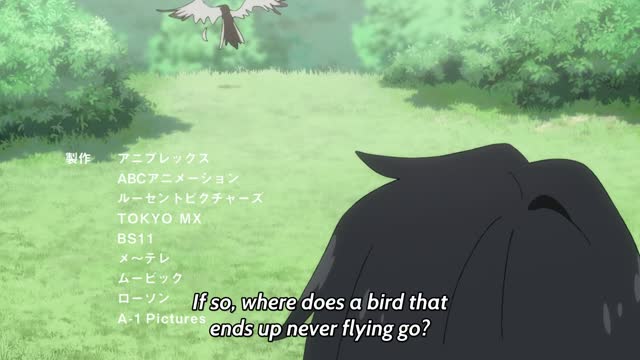 製作 アニプレックス
ABCアニメーション
ルーセントピクチャーズ
TOKYO MX
BS11
メ〜テレ
ムービック
ローソン
A-1 Pictures
If so, where does a bird that
ends up never flying go?